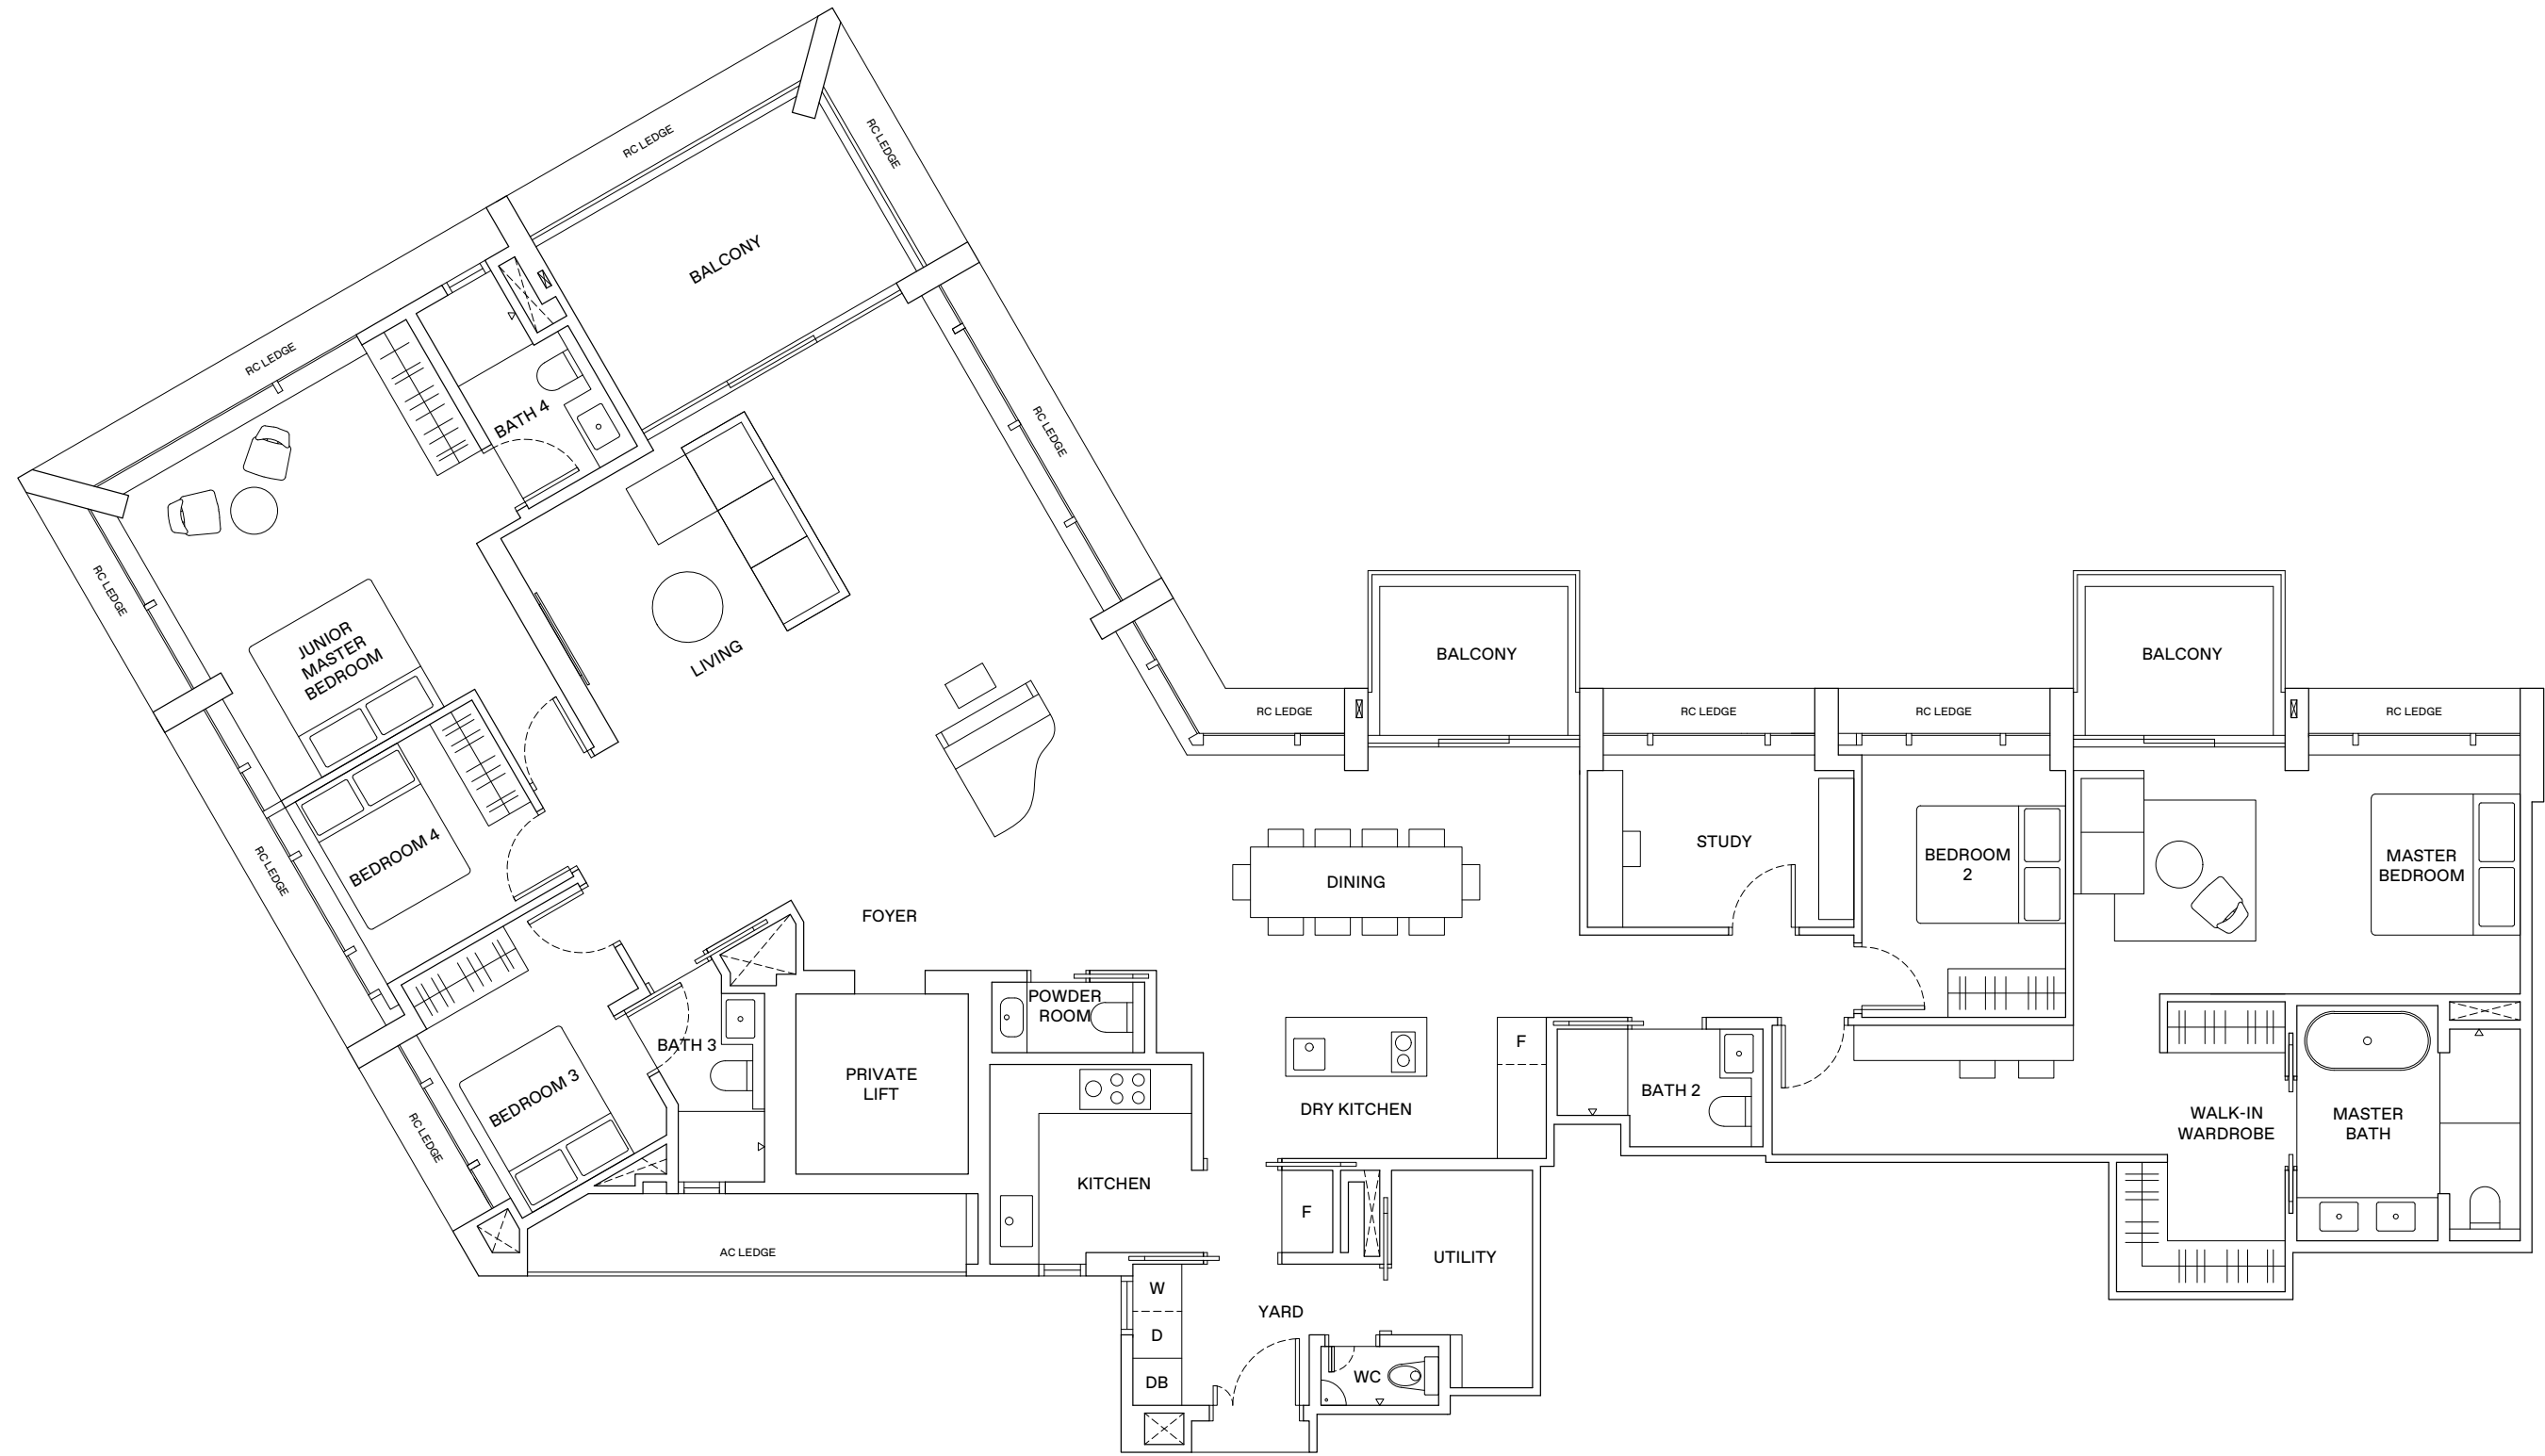 RC LEDGE
RC LEDGE
BALCONY
RC LEDGE
BATH 4
RC LEDGE
RC LEDGE
JUNIOR
MASTER
BEDROOM
LIVING
BALCONY
BALCONY
RC LEDGE
RC LEDGE
RC LEDGE
RC LEDGE
BEDROOM 4
RC LEDGE
STUDY
BEDROOM
2
MASTER
BEDROOM
DINING
FOYER
POWDER
ROOM
BATH 3
F
PRIVATE
LIFT
BATH 2
BEDROOM 3
RC LEDGE
DRY KITCHEN
WALK-IN
WARDROBE
MASTER
BATH
KITCHEN
F
AC LEDGE
UTILITY
W
YARD
D
WC
DB